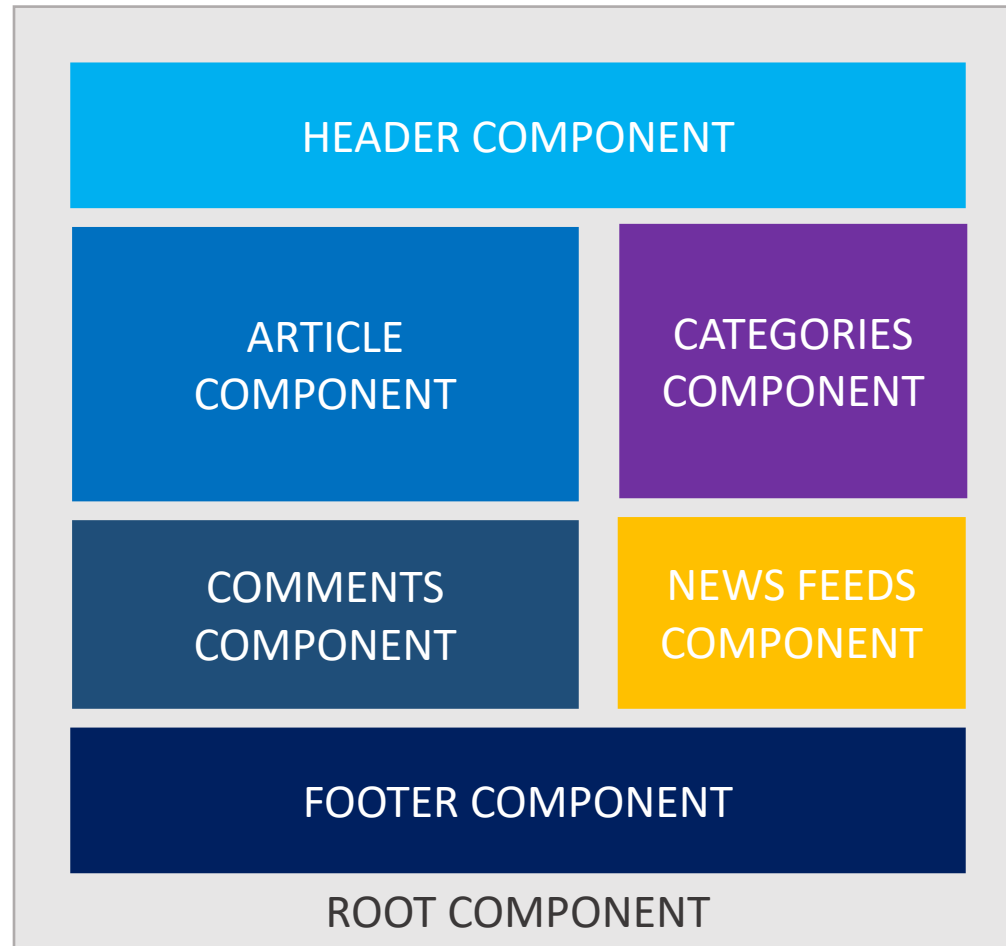 HEADER COMPONENT
ARTICLE
COMPONENT
CATEGORIES
COMPONENT
COMMENTS
COMPONENT
NEWS FEEDS
COMPONENT
FOOTER COMPONENT
ROOT COMPONENT